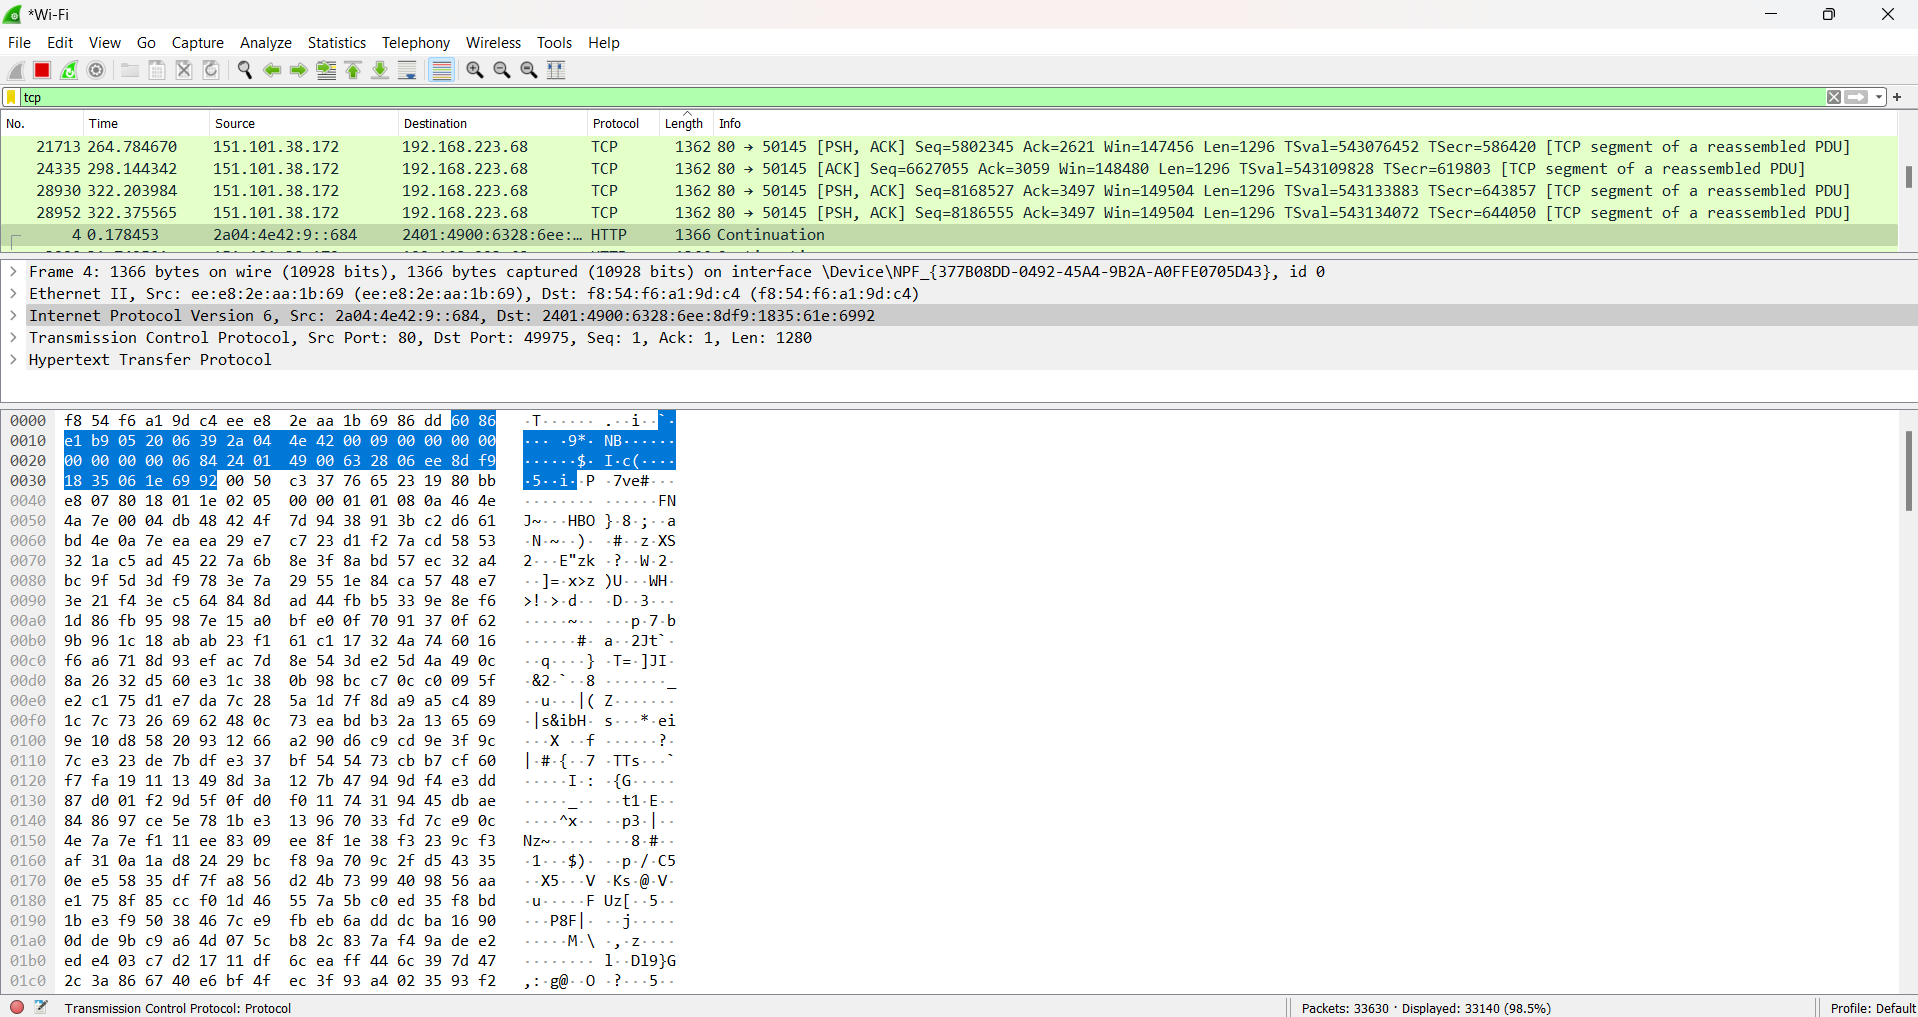 *Wi-Fi
File Edit View Go Capture Analyze Statistics Telephony Wireless Tools Help
tcp
No. Time Source Destination Protocol Length Info
21713 264.784670 151.101.38.172 192.168.223.68 TCP 1362 80 → 50145 [PSH, ACK] Seq=5802345 Ack=2621 Win=147456 Len=1296 TSval=543076452 TSecr=586420 [TCP segment of a reassembled PDU]
24335 298.144342 151.101.38.172 192.168.223.68 TCP 1362 80 → 50145 [ACK] Seq=6627055 Ack=3059 Win=148480 Len=1296 TSval=543109828 TSecr=619803 [TCP segment of a reassembled PDU]
28930 322.203984 151.101.38.172 192.168.223.68 TCP 1362 80 → 50145 [PSH, ACK] Seq=8168527 Ack=3497 Win=149504 Len=1296 TSval=543133883 TSecr=643857 [TCP segment of a reassembled PDU]
28952 322.375565 151.101.38.172 192.168.223.68 TCP 1362 80 → 50145 [PSH, ACK] Seq=8186555 Ack=3497 Win=149504 Len=1296 TSval=543134072 TSecr=644050 [TCP segment of a reassembled PDU]
4 0.178453 2a04:4e42:9::684 2401:4900:6328:6ee:… HTTP 1366 Continuation
Frame 4: 1366 bytes on wire (10928 bits), 1366 bytes captured (10928 bits) on interface \Device\NPF_{377B08DD-0492-45A4-9B2A-A0FFE0705D43}, id 0
Ethernet II, Src: ee:e8:2e:aa:1b:69 (ee:e8:2e:aa:1b:69), Dst: f8:54:f6:a1:9d:c4 (f8:54:f6:a1:9d:c4)
Internet Protocol Version 6, Src: 2a04:4e42:9::684, Dst: 2401:4900:6328:6ee:8df9:1835:61e:6992
Transmission Control Protocol, Src Port: 80, Dst Port: 49975, Seq: 1, Ack: 1, Len: 1280
Hypertext Transfer Protocol
0000 f8 54 f6 a1 9d c4 ee e8 2e aa 1b 69 86 dd 60 86 ·T······ .··i··`·
0010 e1 b9 05 20 06 39 2a 04 4e 42 00 09 00 00 00 00 ··· ·9*· NB······
0020 00 00 00 00 06 84 24 01 49 00 63 28 06 ee 8d f9 ······$· I·c(····
0030 18 35 06 1e 69 92 00 50 c3 37 76 65 23 19 80 bb ·5··i··P ·7ve#···
0040 e8 07 80 18 01 1e 02 05 00 00 01 01 08 0a 46 4e ········ ······FN
0050 4a 7e 00 04 db 48 42 4f 7d 94 38 91 3b c2 d6 61 J~···HBO }·8·;··a
0060 bd 4e 0a 7e ea ea 29 e7 c7 23 d1 f2 7a cd 58 53 ·N·~··)· ·#··z·XS
0070 32 1a c5 ad 45 22 7a 6b 8e 3f 8a bd 57 ec 32 a4 2···E"zk ·?··W·2·
0080 bc 9f 5d 3d f9 78 3e 7a 29 55 1e 84 ca 57 48 e7 ··]=·x>z )U···WH·
0090 3e 21 f4 3e c5 64 84 8d ad 44 fb b5 33 9e 8e f6 >!·>·d·· ·D··3···
00a0 1d 86 fb 95 98 7e 15 a0 bf e0 0f 70 91 37 0f 62 ·····~·· ···p·7·b
00b0 9b 96 1c 18 ab ab 23 f1 61 c1 17 32 4a 74 60 16 ······#· a··2Jt`·
00c0 f6 a6 71 8d 93 ef ac 7d 8e 54 3d e2 5d 4a 49 0c ··q····} ·T=·]JI·
00d0 8a 26 32 d5 60 e3 1c 38 0b 98 bc c7 0c c0 09 5f ·&2·`··8 ·······_
00e0 e2 c1 75 d1 e7 da 7c 28 5a 1d 7f 8d a9 a5 c4 89 ··u···|( Z·······
00f0 1c 7c 73 26 69 62 48 0c 73 ea bd b3 2a 13 65 69 ·|s&ibH· s···*·ei
0100 9e 10 d8 58 20 93 12 66 a2 90 d6 c9 cd 9e 3f 9c ···X ··f ······?·
0110 7c e3 23 de 7b df e3 37 bf 54 54 73 cb b7 cf 60 |·#·{··7 ·TTs···`
0120 f7 fa 19 11 13 49 8d 3a 12 7b 47 94 9d f4 e3 dd ·····I·: ·{G·····
0130 87 d0 01 f2 9d 5f 0f d0 f0 11 74 31 94 45 db ae ·····_·· ··t1·E··
0140 84 86 97 ce 5e 78 1b e3 13 96 70 33 fd 7c e9 0c ····^x·· ··p3·|··
0150 4e 7a 7e f1 11 ee 83 09 ee 8f 1e 38 f3 23 9c f3 Nz~····· ···8·#··
0160 af 31 0a 1a d8 24 29 bc f8 9a 70 9c 2f d5 43 35 ·1···$)· ··p·/·C5
0170 0e e5 58 35 df 7f a8 56 d2 4b 73 99 40 98 56 aa ··X5···V ·Ks·@·V·
0180 e1 75 8f 85 cc f0 1d 46 55 7a 5b c0 ed 35 f8 bd ·u·····F Uz[··5··
0190 1b e3 f9 50 38 46 7c e9 fb eb 6a dd dc ba 16 90 ···P8F|· ··j·····
01a0 0d de 9b c9 a6 4d 07 5c b8 2c 83 7a f4 9a de e2 ·····M·\ ·,·z····
01b0 ed e4 03 c7 d2 17 11 df 6c ea ff 44 6c 39 7d 47 ········ l··Dl9}G
01c0 2c 3a 86 67 40 e6 bf 4f ec 3f 93 a4 02 35 93 f2 ,:·g@··O ·?···5··
Transmission Control Protocol: Protocol Packets: 33630 · Displayed: 33140 (98.5%) Profile: Default